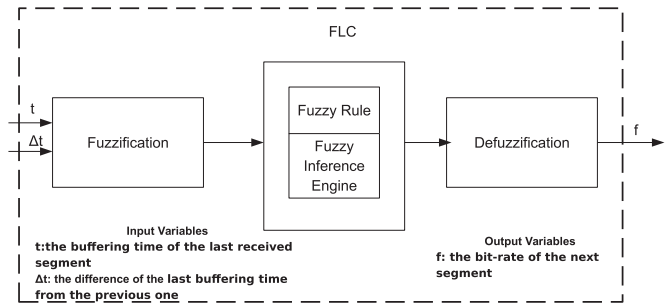 FLC
t
Δt
Fuzzification
Fuzzy Rule
Fuzzy
Inference
Engine
Defuzzification
f
Input Variables
t:the buffering time of the last received
segment
Δt: the difference of the last buffering time
from the previous one
Output Variables
f: the bit-rate of the next
segment